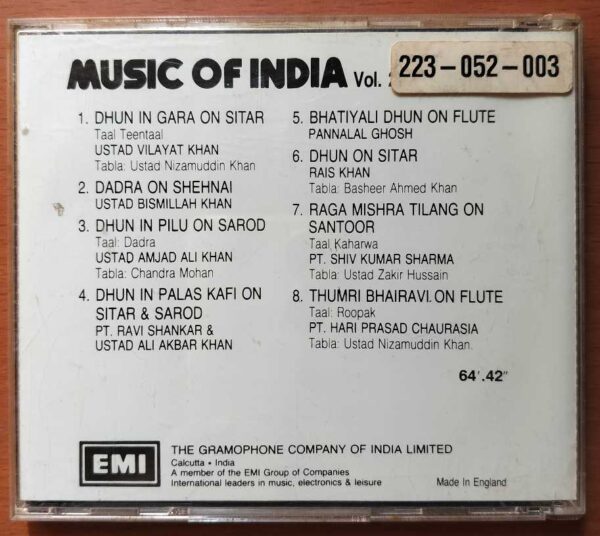 MUSIC OF INDIA Vol. 2
223-052-003
1. DHUN IN GARA ON SITAR
Taal Teentaal
USTAD VILAYAT KHAN
Tabla: Ustad Nizamuddin Khan
2. DADRA ON SHEHNAI
USTAD BISMILLAH KHAN
3. DHUN IN PILU ON SAROD
Taal: Dadra
USTAD AMJAD ALI KHAN
Tabla: Chandra Mohan
4. DHUN IN PALAS KAFI ON
SITAR & SAROD
PT. RAVI SHANKAR &
USTAD ALI AKBAR KHAN
5. BHATIYALI DHUN ON FLUTE
PANNALAL GHOSH
6. DHUN ON SITAR
RAIS KHAN
Tabla: Basheer Ahmed Khan
7. RAGA MISHRA TILANG ON
SANTOOR
Taal Kaharwa
PT. SHIV KUMAR SHARMA
Tabla: Ustad Zakir Hussain
8. THUMRI BHAIRAVI ON FLUTE
Taal: Roopak
PT. HARI PRASAD CHAURASIA
Tabla: Ustad Nizamuddin Khan.
64'.42"
EMI
THE GRAMOPHONE COMPANY OF INDIA LIMITED
Calcutta • India
A member of the EMI Group of Companies
International leaders in music, electronics & leisure
Made In England